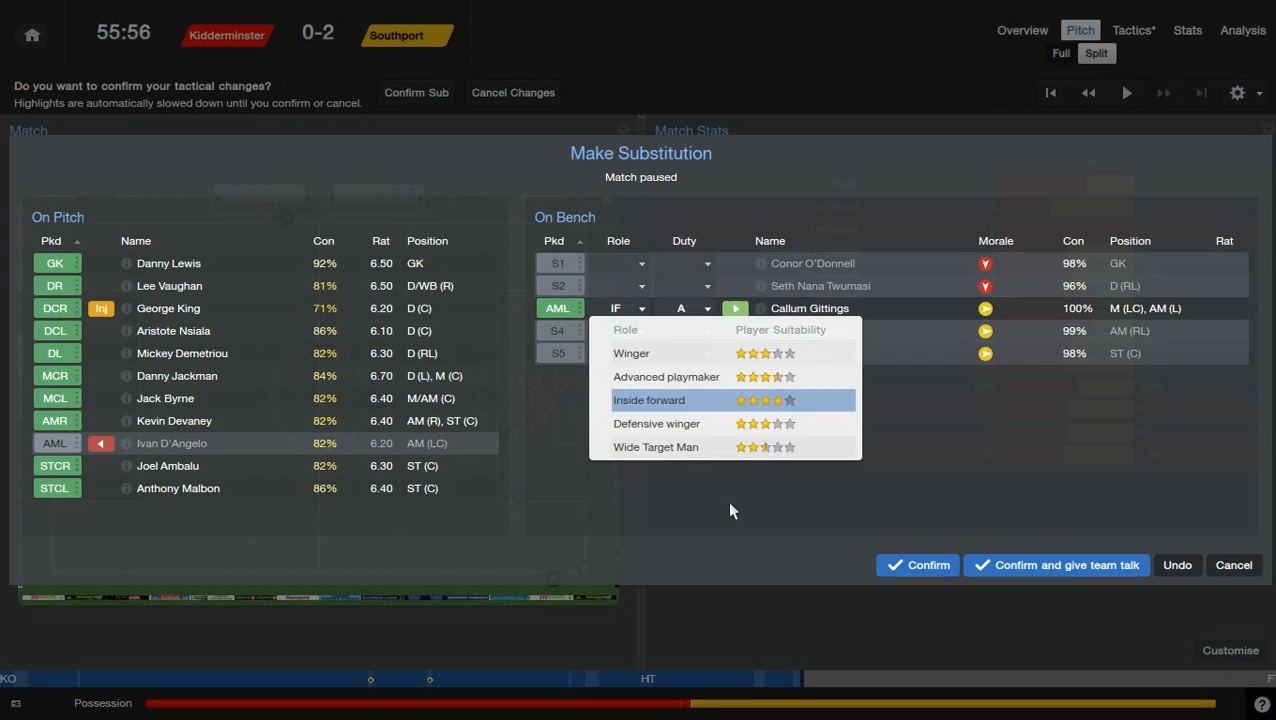 55:56 Kidderminster 0-2 Southport
Overview Pitch Tactics* Stats Analysis
Full Split
Do you want to confirm your tactical changes?
Highlights are automatically slowed down until you confirm or cancel.
Confirm Sub Cancel Changes
Match Match Stats
Make Substitution
Match paused
On Pitch
Pkd Name Con Rat Position
GK Danny Lewis 92% 6.50 GK
DR Lee Vaughan 81% 6.50 D/WB (R)
DCR Inj George King 71% 6.20 D (C)
DCL Aristote Nsiala 86% 6.10 D (C)
DL Mickey Demetriou 82% 6.30 D (RL)
MCR Danny Jackman 84% 6.70 D (L), M (C)
MCL Jack Byrne 82% 6.40 M/AM (C)
AMR Kevin Devaney 82% 6.40 AM (R), ST (C)
AML Ivan D'Angelo 82% 6.20 AM (LC)
STCR Joel Ambalu 82% 6.30 ST (C)
STCL Anthony Malbon 86% 6.40 ST (C)
On Bench
Pkd Role Duty Name Morale Con Position Rat
S1 Conor O'Donnell 98% GK
S2 Seth Nana Twumasi 96% D (RL)
AML IF A Callum Gittings 100% M (LC), AM (L)
S4 99% AM (RL)
S5 98% ST (C)
Role Player Suitability
Winger
Advanced playmaker
Inside forward
Defensive winger
Wide Target Man
Confirm Confirm and give team talk Undo Cancel
Customise
KO HT F
Possession
?